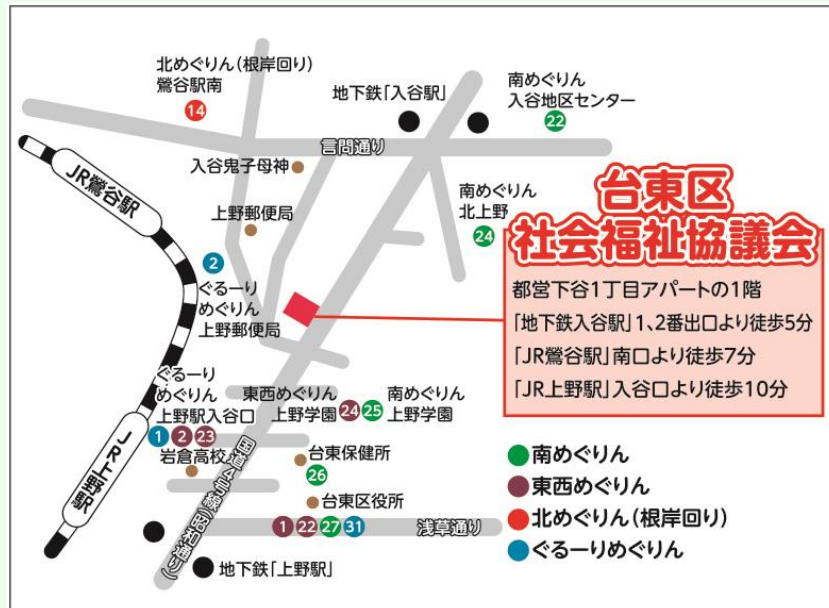 北めぐりん(根岸回り)
鶯谷駅南
14
地下鉄「入谷駅」
南めぐりん
入谷地区センター
22
言問通り
入谷鬼子母神
JR鶯谷駅
上野郵便局
南めぐりん
北上野
24
台東区
社会福祉協議会
都営下谷1丁目アパートの1階
「地下鉄入谷駅」1、2番出口より徒歩5分
「JR鶯谷駅」南口より徒歩7分
「JR上野駅」入谷口より徒歩10分
2
ぐるーり
めぐりん
上野郵便局
ぐるーり
めぐりん
上野駅入谷口
1 2 23
東西めぐりん
上野学園
24 25
南めぐりん
上野学園
岩倉高校
台東保健所
26
台東区役所
JR上野駅
国道4号線(昭和通り)
1 22 27 31
浅草通り
地下鉄「上野駅」
南めぐりん
東西めぐりん
北めぐりん(根岸回り)
ぐるーりめぐりん